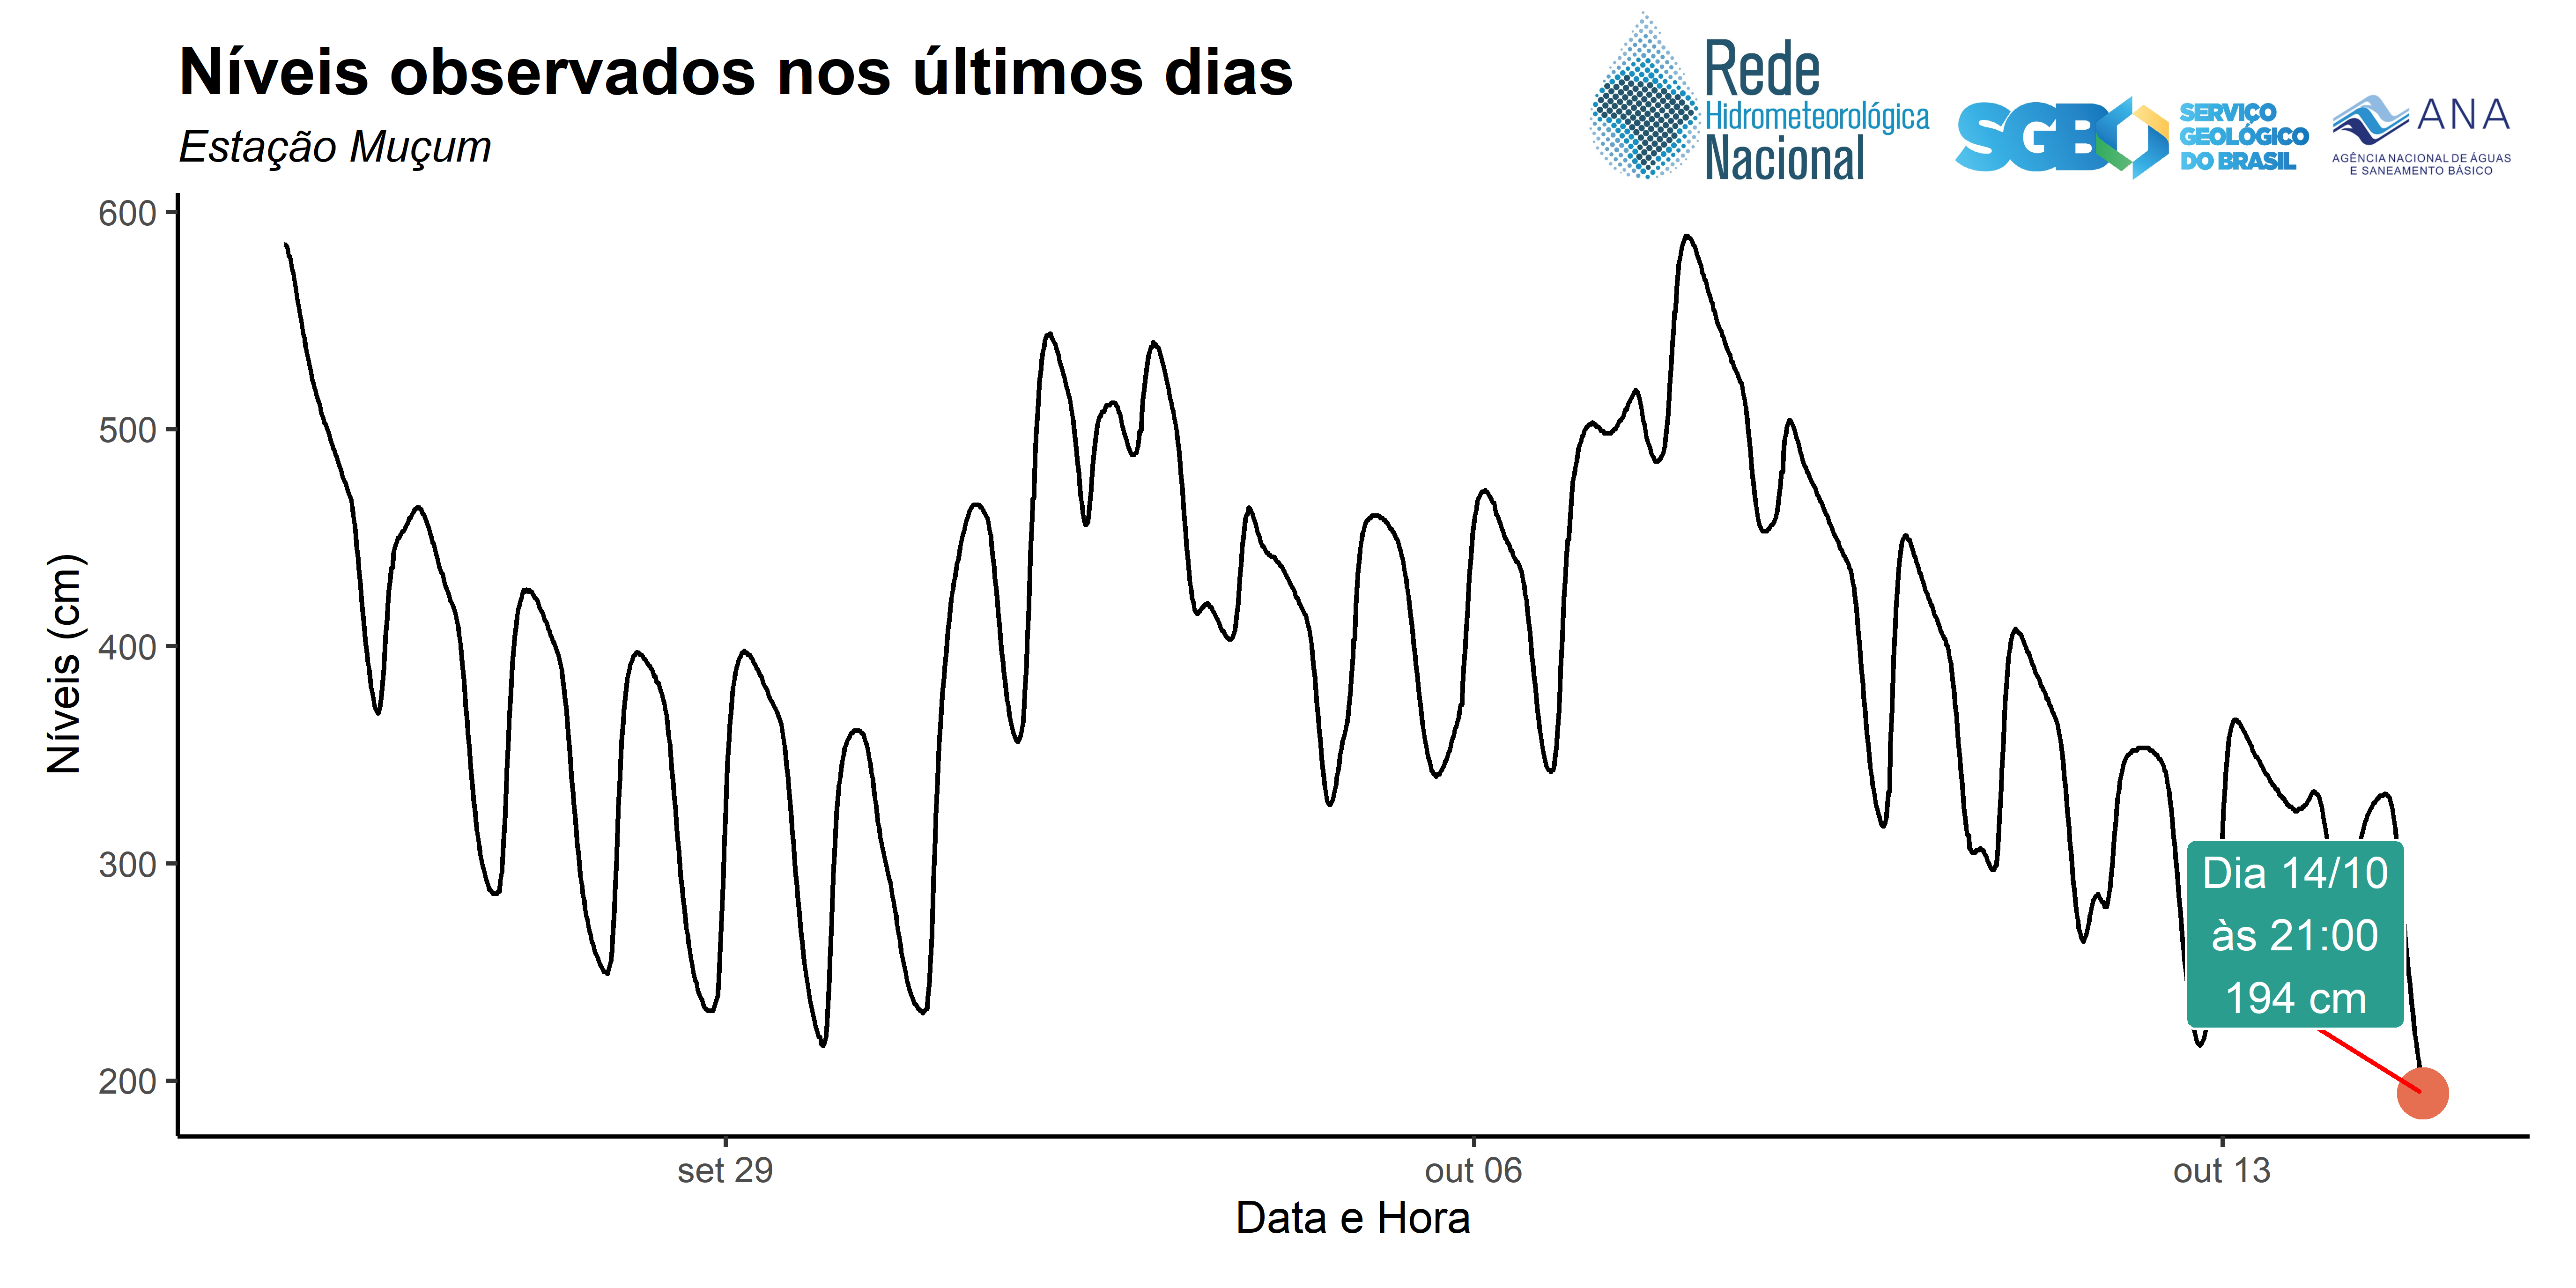 Níveis observados nos últimos dias
Estação Muçum
Rede
Hidrometeorológica
Nacional
SGB
SERVIÇO
GEOLÓGICO
DO BRASIL
ANA
AGÊNCIA NACIONAL DE ÁGUAS
E SANEAMENTO BÁSICO
Níveis (cm)
600
500
400
300
200
Dia 14/10
às 21:00
194 cm
set 29
out 06
out 13
Data e Hora